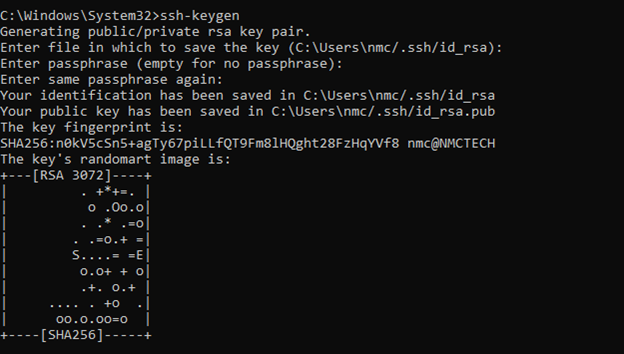 C:\Windows\System32>ssh-keygen
Generating public/private rsa key pair.
Enter file in which to save the key (C:\Users\nmc/.ssh/id_rsa):
Enter passphrase (empty for no passphrase):
Enter same passphrase again:
Your identification has been saved in C:\Users\nmc/.ssh/id_rsa
Your public key has been saved in C:\Users\nmc/.ssh/id_rsa.pub
The key fingerprint is:
SHA256:n0kV5cSn5+agTy67piLLfQT9Fm8lHQght28FzHqYVf8 nmc@NMCTECH
The key's randomart image is:
+---[RSA 3072]----+
|         . +*+=. |
|          o .Oo.o|
|         . .* .=o|
|        . .=o.+ =|
|        S....= =E|
|         o.o+ + o|
|         .+. o.+ |
|     .... . +o  .|
|      oo.o.oo=o  |
+----[SHA256]-----+